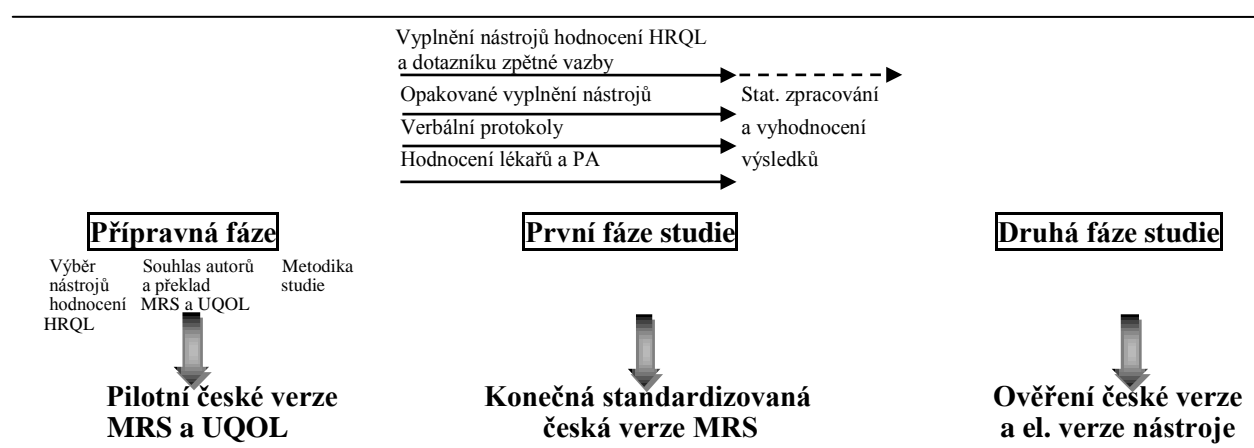 Vyplnění nástrojů hodnocení HRQL
a dotazníku zpětné vazby
Opakované vyplnění nástrojů
Verbální protokoly
Hodnocení lékařů a PA
Stat. zpracování
a vyhodnocení
výsledků
Přípravná fáze
První fáze studie
Druhá fáze studie
Výběr
nástrojů
hodnocení
HRQL
Souhlas autorů
a překlad
MRS a UQOL
Metodika
studie
Pilotní české verze
MRS a UQOL
Konečná standardizovaná
česká verze MRS
Ověření české verze
a el. verze nástroje